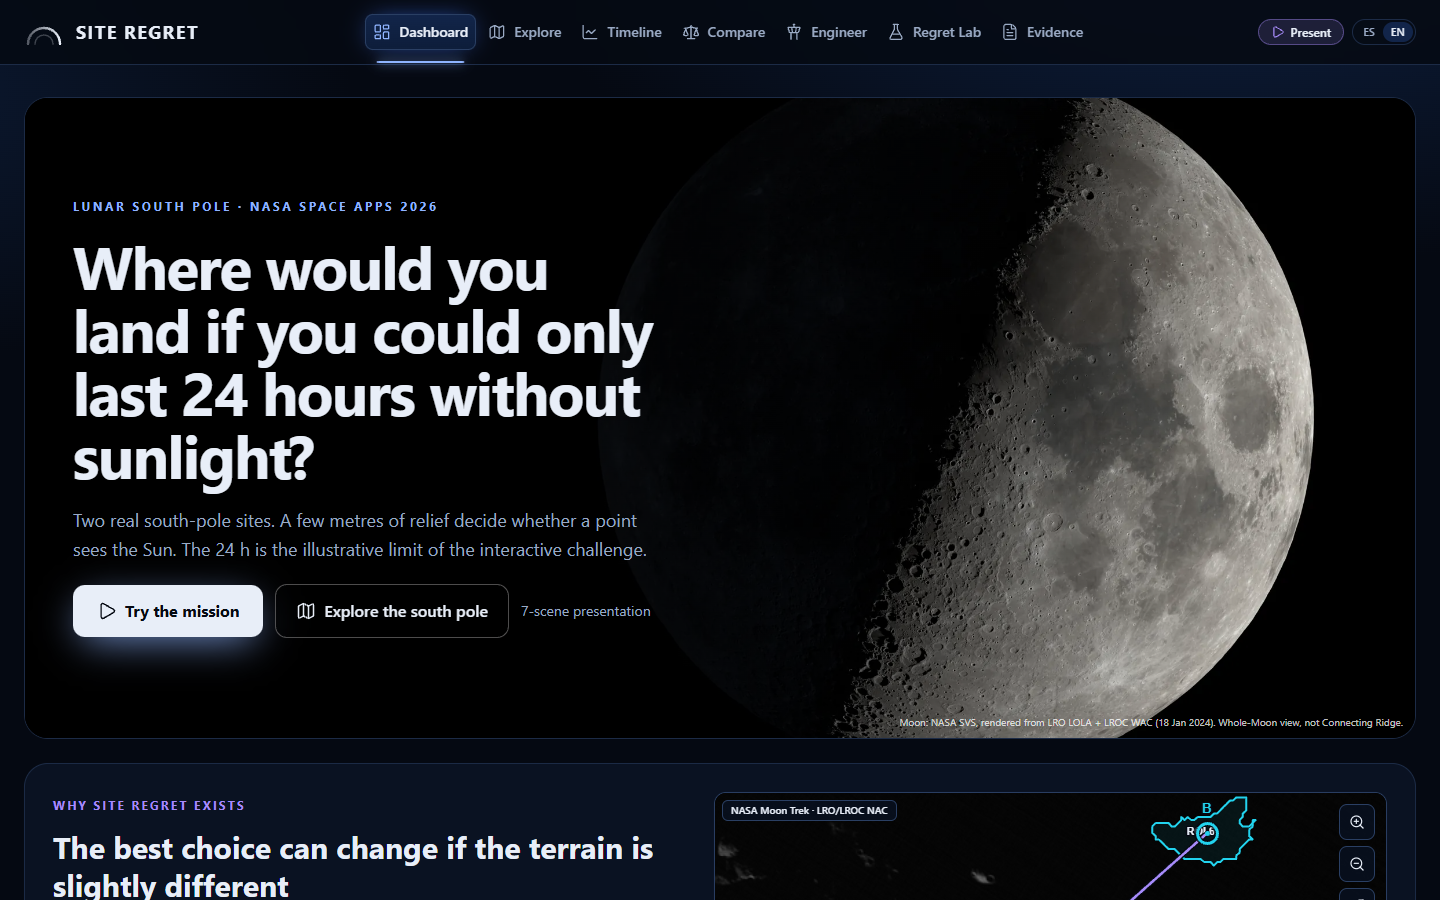 SITE REGRET
Dashboard
Explore
Timeline
Compare
Engineer
Regret Lab
Evidence
Present
ES
EN
LUNAR SOUTH POLE · NASA SPACE APPS 2026
Where would you
land if you could only
last 24 hours without
sunlight?
Two real south-pole sites. A few metres of relief decide whether a point
sees the Sun. The 24 h is the illustrative limit of the interactive challenge.
Try the mission
Explore the south pole
7-scene presentation
Moon: NASA SVS, rendered from LRO LOLA + LROC WAC (18 Jan 2024). Whole-Moon view, not Connecting Ridge.
WHY SITE REGRET EXISTS
The best choice can change if the terrain is
slightly different
NASA Moon Trek · LRO/LROC NAC
B